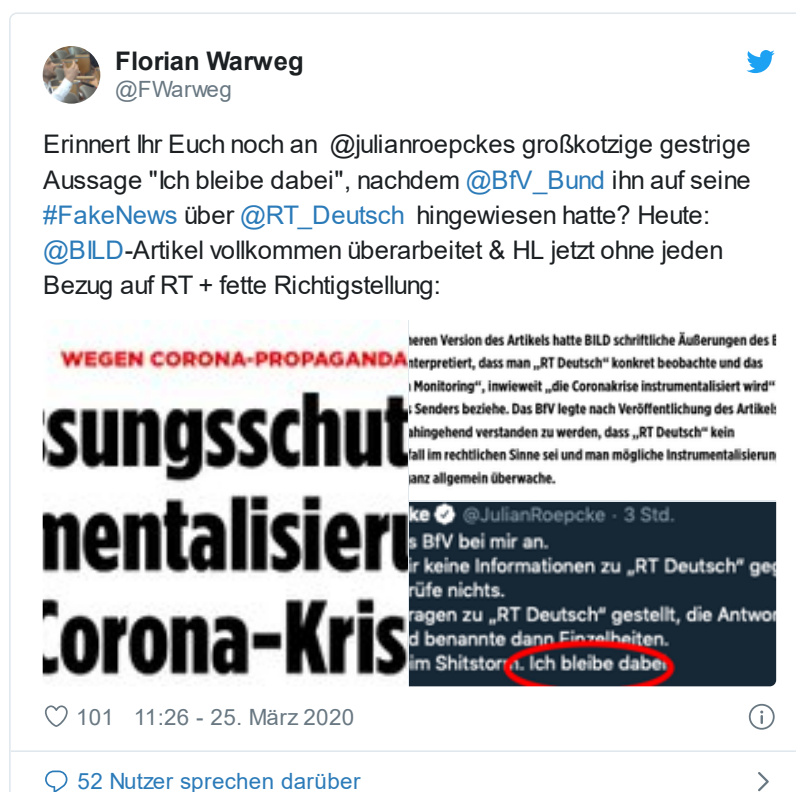 Florian Warweg
@FWarweg
Erinnert Ihr Euch noch an @julianroepckes großkotzige gestrige
Aussage "Ich bleibe dabei", nachdem @BfV_Bund ihn auf seine
#FakeNews über @RT_Deutsch hingewiesen hatte? Heute:
@BILD-Artikel vollkommen überarbeitet & HL jetzt ohne jeden
Bezug auf RT + fette Richtigstellung:
WEGEN CORONA-PROPAGANDA
sungsschut
mentalisieru
Corona-Kris
eren Version des Artikels hatte BILD schriftliche Äußerungen des B
nterpretiert, dass man „RT Deutsch“ konkret beobachte und das
Monitoring“, inwieweit „die Coronakrise instrumentalisiert wird“
Senders beziehe. Das BfV legte nach Veröffentlichung des Artikels
ahingehend verstanden zu werden, dass „RT Deutsch“ kein
all im rechtlichen Sinne sei und man mögliche Instrumentalisierun
anz allgemein überwache.
ke @JulianRoepcke · 3 Std.
s BfV bei mir an.
ir keine Informationen zu „RT Deutsch“ geg
rüfe nichts.
ragen zu „RT Deutsch“ gestellt, die Antwor
d benannte dann Einzelheiten.
im Shitstorm. Ich bleibe dabei
101 11:26 - 25. März 2020
52 Nutzer sprechen darüber